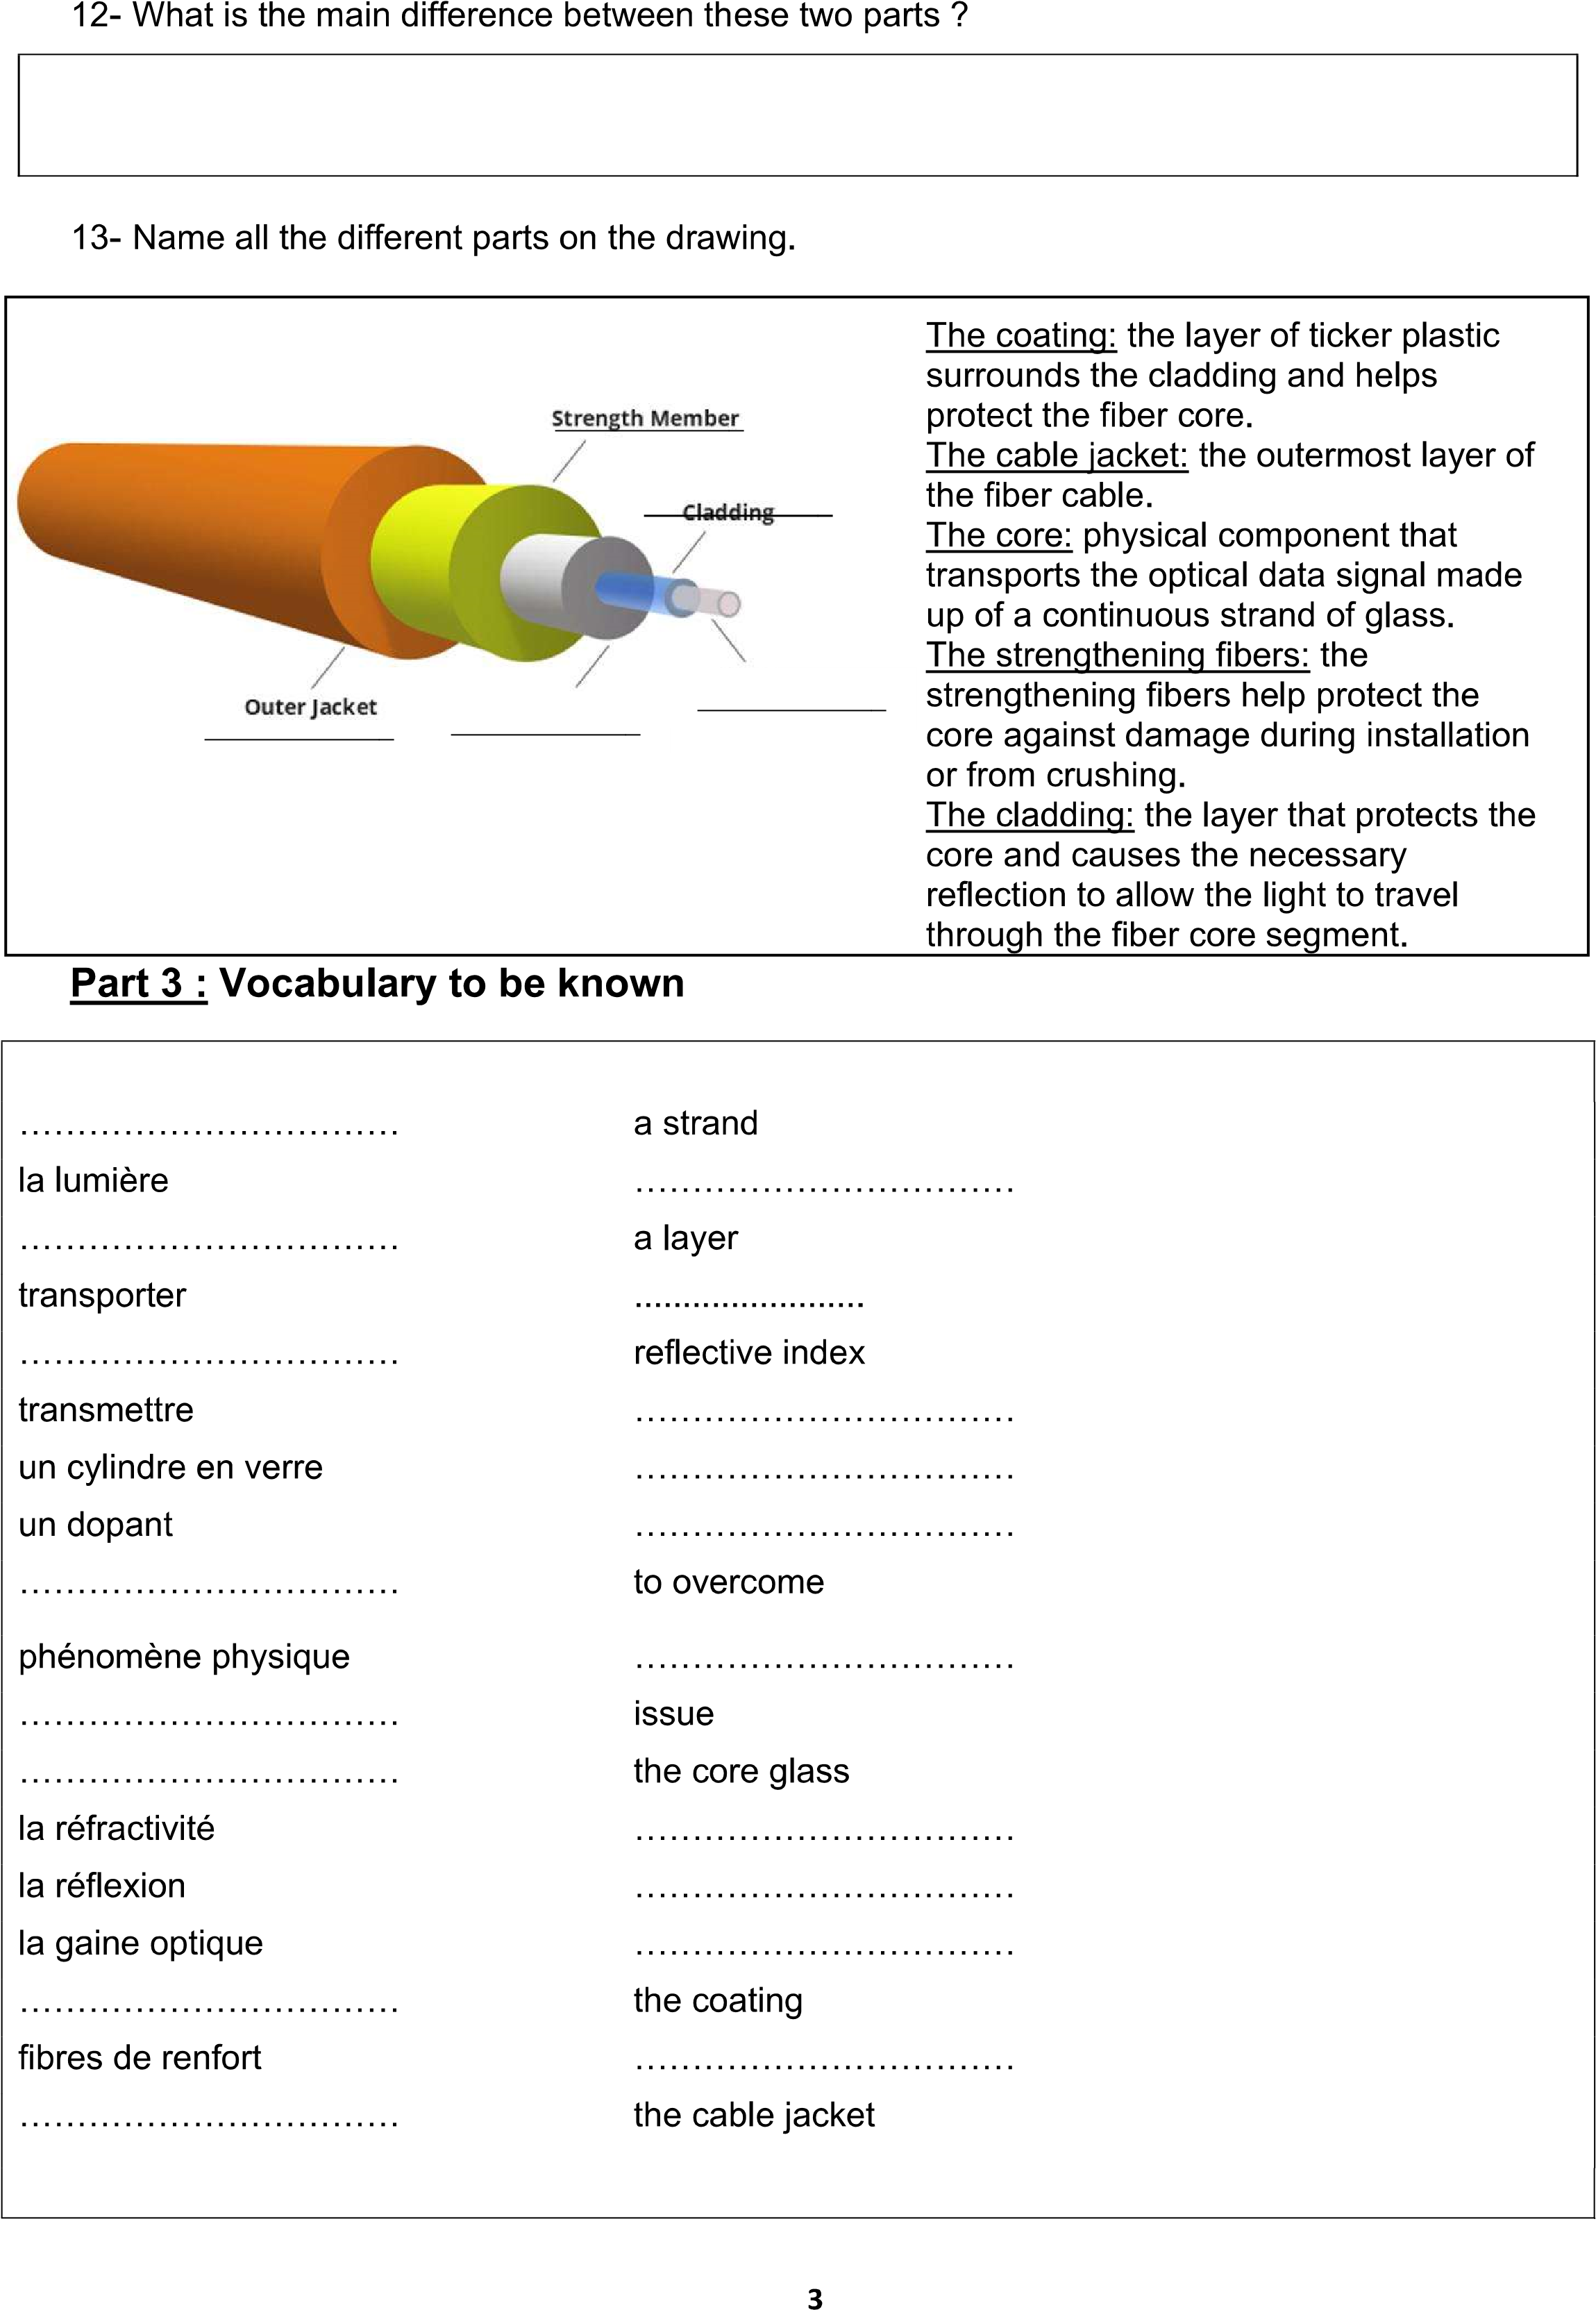 12- What is the main difference between these two parts ?
13- Name all the different parts on the drawing.
Strength Member
Cladding
Outer Jacket
The coating: the layer of ticker plastic
surrounds the cladding and helps
protect the fiber core.
The cable jacket: the outermost layer of
the fiber cable.
The core: physical component that
transports the optical data signal made
up of a continuous strand of glass.
The strengthening fibers: the
strengthening fibers help protect the
core against damage during installation
or from crushing.
The cladding: the layer that protects the
core and causes the necessary
reflection to allow the light to travel
through the fiber core segment.
Part 3 : Vocabulary to be known
……………………………… a strand
la lumière ………………………………
……………………………… a layer
transporter ........................
……………………………… reflective index
transmettre ………………………………
un cylindre en verre ………………………………
un dopant ………………………………
……………………………… to overcome
phénomène physique ………………………………
……………………………… issue
……………………………… the core glass
la réfractivité ………………………………
la réflexion ………………………………
la gaine optique ………………………………
……………………………… the coating
fibres de renfort ………………………………
……………………………… the cable jacket
3